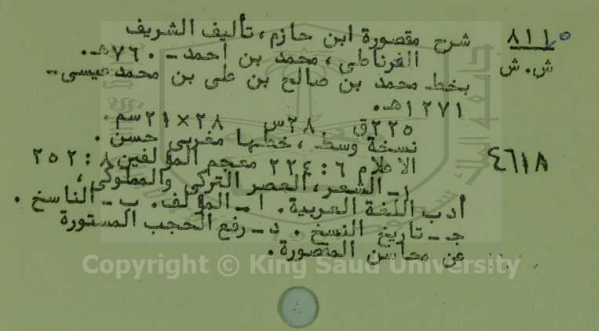 ٨١١ شرح مقصورة ابن حازم، تأليف الشريف
ش.ش الغرناطي، محمد بن احمد - ٧٦٠هـ.
بخط محمد بن صالح بن طي بن محمد عيسى -
١٢٧١هـ.
٢٢٥ق ٢٨س ٢٨×٢١سم.
نسخة وسط، خطها مغربي حسن.
٤٦١٨ الاعلام ٦: ٢٢٤ معجم المؤلفين ٨: ٢٥٢
١- الشعر، العصر التركي والمملوكي،
أدب اللغة العربية. ا- المؤلف. ب- الناسخ.
جـ- تاريخ النسخ. د- رفع الحجب المستورة
عن محاسن المقصورة.
Copyright © King Saud University